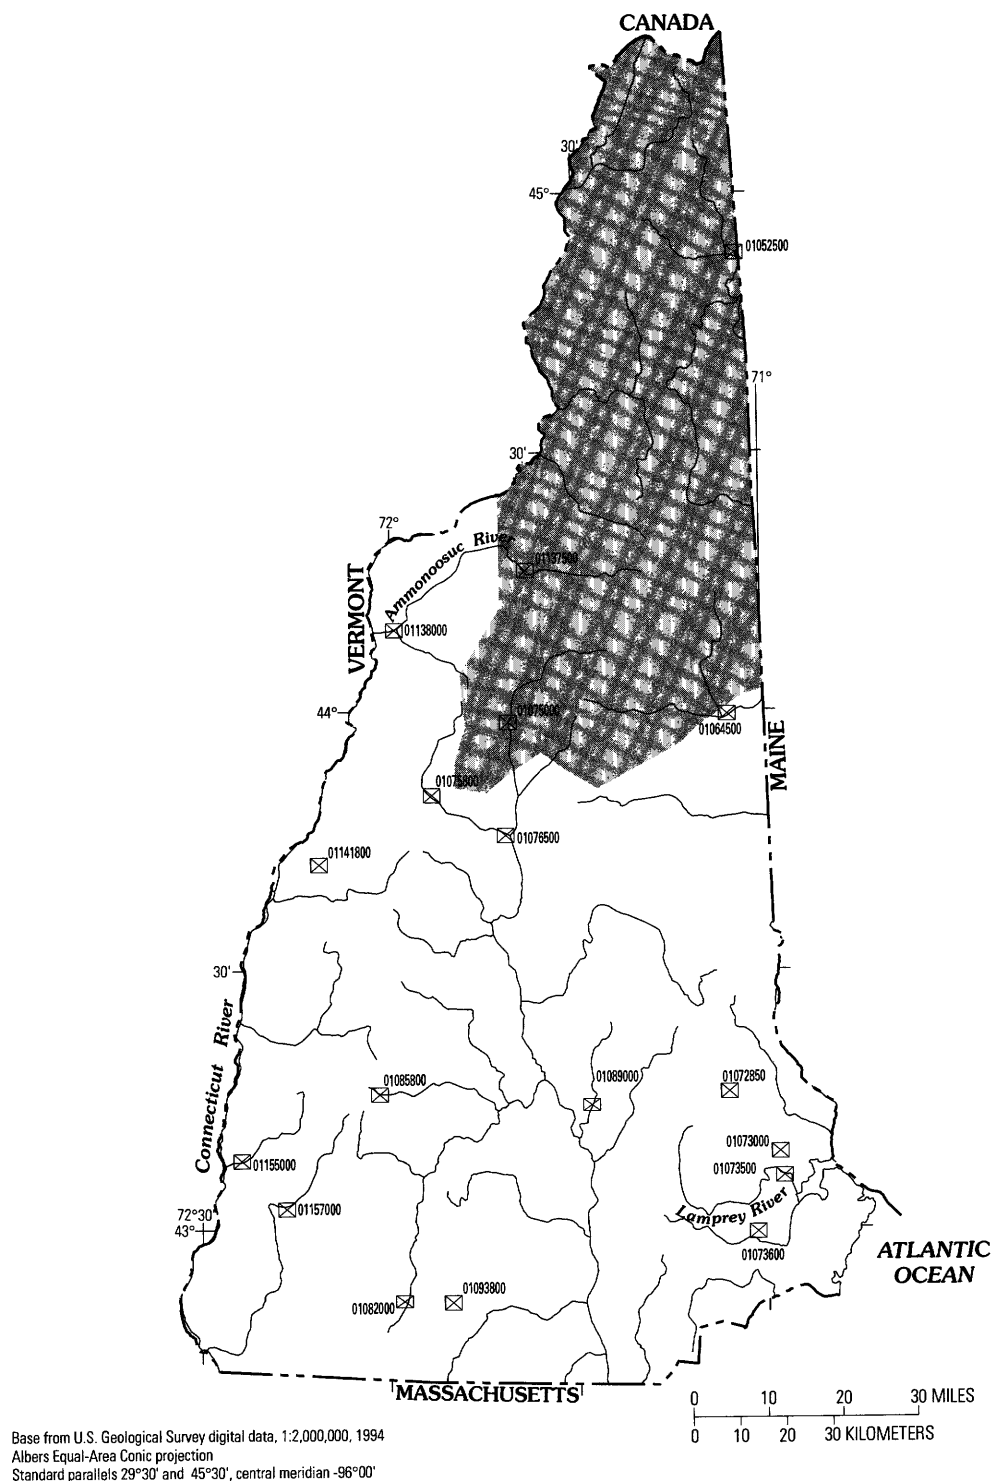 CANADA
30'
45°
01052500
71°
30'
72°
Ammonoosuc River
01137500
VERMONT
01138000
44°
01075000
01064500
MAINE
01075800
01076500
01141800
30'
Connecticut River
01085800
01089000
01072850
01073000
01155000
01073500
01157000
Lamprey River
72°30'
43°
01073600
ATLANTIC
OCEAN
01082000
01093800
MASSACHUSETTS
0 10 20 30 MILES
0 10 20 30 KILOMETERS
Base from U.S. Geological Survey digital data, 1:2,000,000, 1994
Albers Equal-Area Conic projection
Standard parallels 29°30' and 45°30', central meridian -96°00'